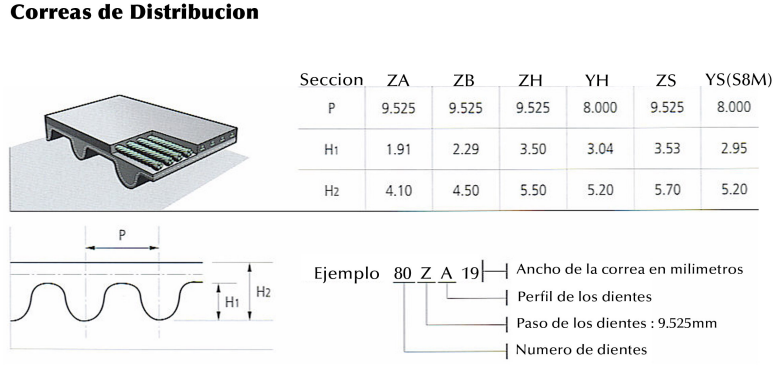 Correas de Distribucion
Seccion ZA ZB ZH YH ZS YS(S8M)
P 9.525 9.525 9.525 8.000 9.525 8.000
H1 1.91 2.29 3.50 3.04 3.53 2.95
H2 4.10 4.50 5.50 5.20 5.70 5.20
P
H1
H2
Ejemplo 80 Z A 19
Ancho de la correa en milimetros
Perfil de los dientes
Paso de los dientes : 9.525mm
Numero de dientes